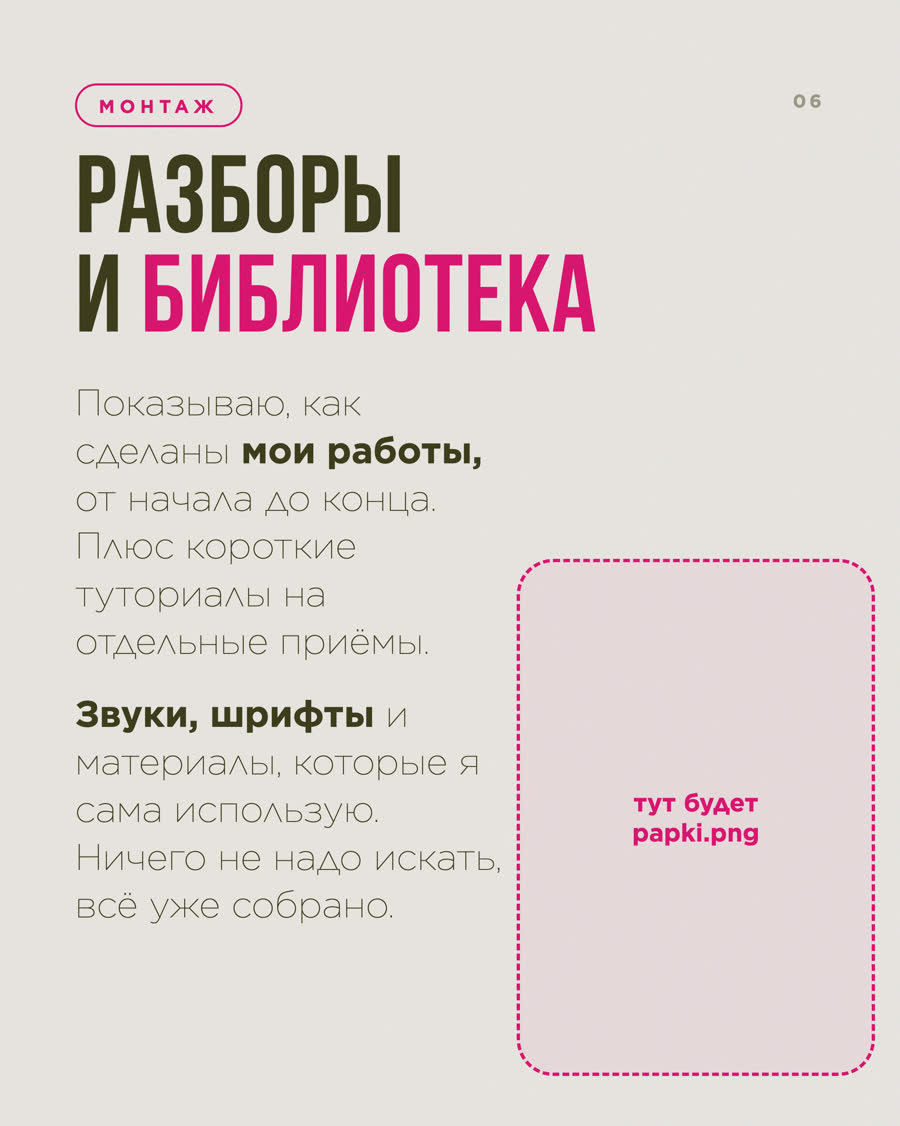 МОНТАЖ
06
РАЗБОРЫ
И БИБЛИОТЕКА
Показываю, как
сделаны мои работы,
от начала до конца.
Плюс короткие
туториалы на
отдельные приёмы.
Звуки, шрифты и
материалы, которые я
сама использую.
Ничего не надо искать,
всё уже собрано.
тут будет
papki.png